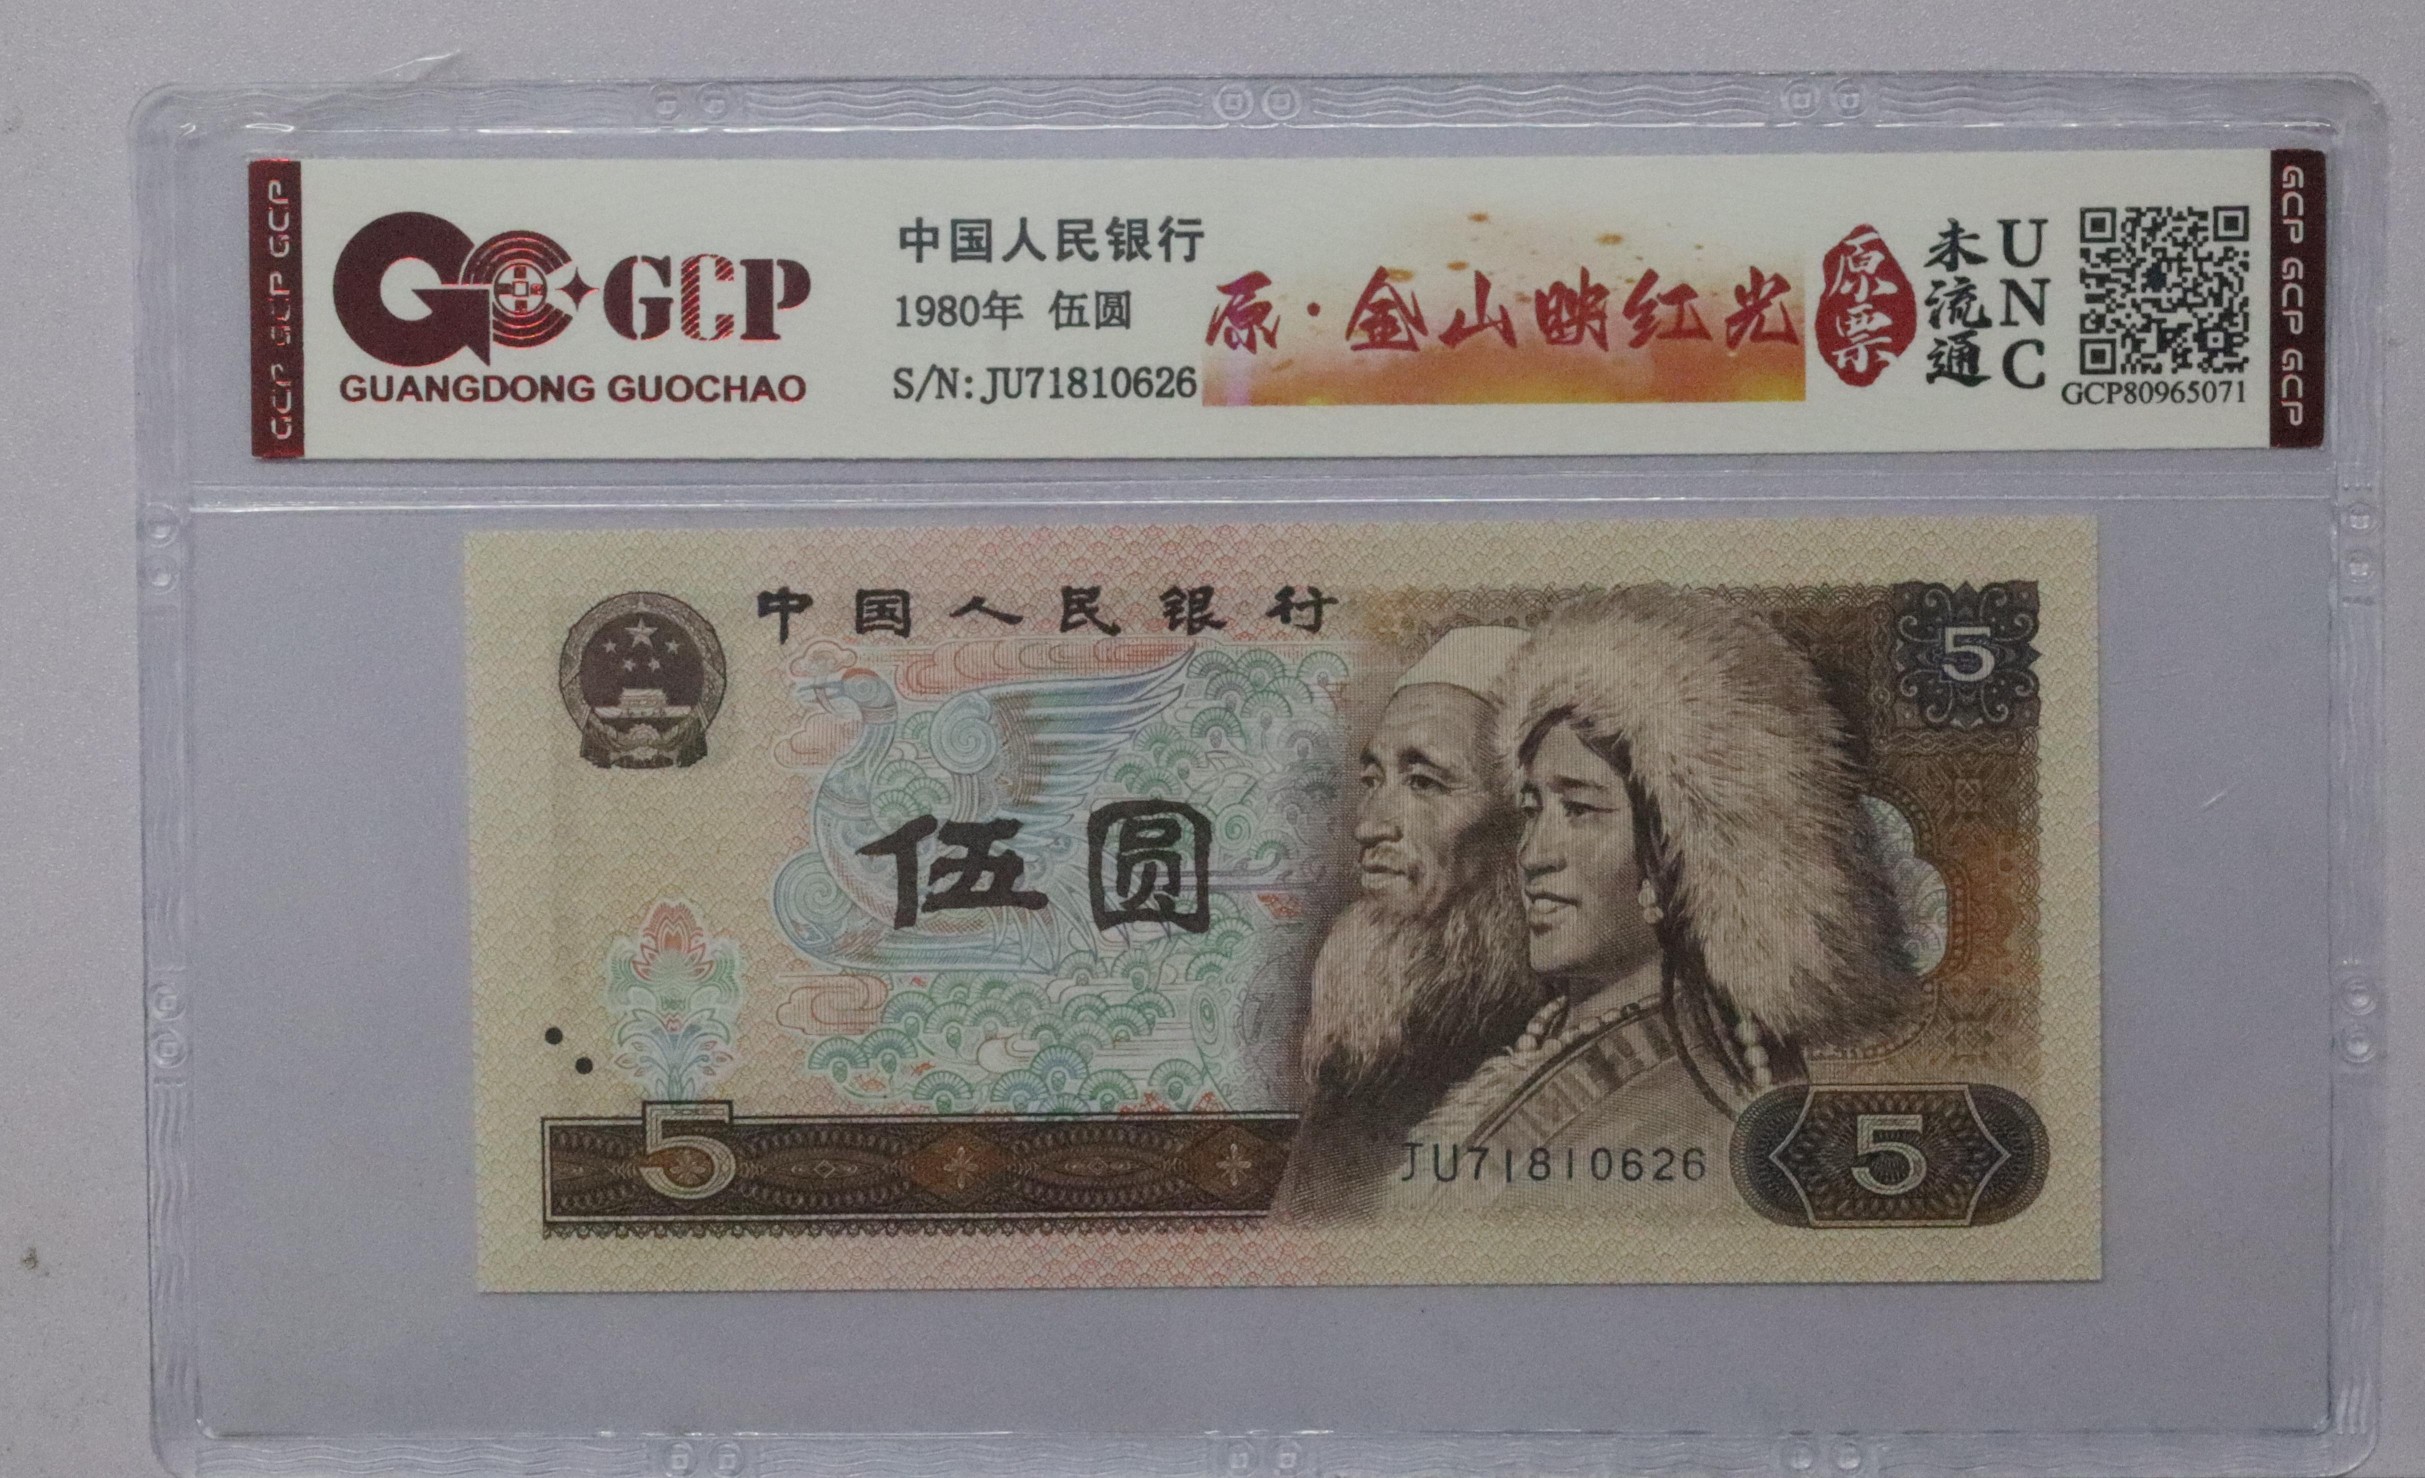 GCP GCP GCP
GCP
GUANGDONG GUOCHAO
中国人民银行
1980年 伍圆
S/N:JU71810626
原·金山映红光
原票
未流通
UNC
GCP80965071
GCP GCP GCP
中国人民银行
5
伍圆
5
JU71810626
5